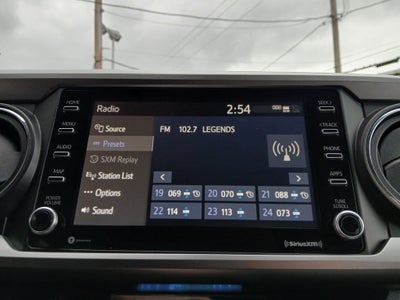 HOME
MENU
AUDIO
MAP
POWER
VOLUME
Radio
2:54
Source
Presets
SXM Replay
Station List
Options
Sound
FM 102.7 LEGENDS
< >
19 069
20 070
21 088
22 114
23 113
24 073
SEEK >
< TRACK
PHONE
APPS
TUNE
SCROLL
SiriusXM